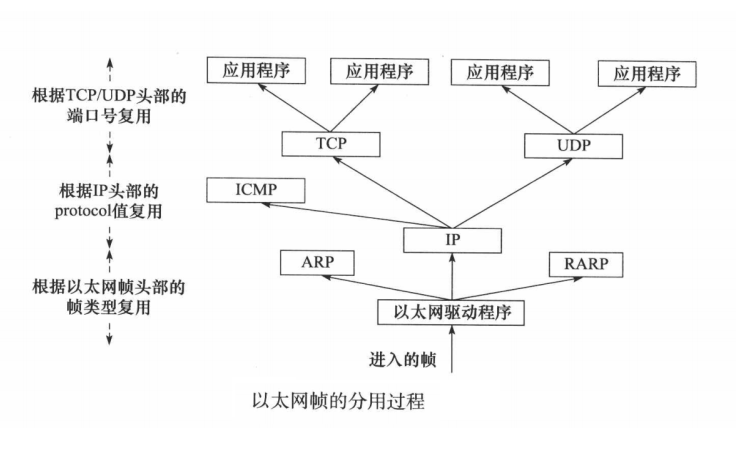 应用程序
应用程序
应用程序
应用程序
根据TCP/UDP头部的
端口号复用
TCP
UDP
根据IP头部的
protocol值复用
ICMP
IP
ARP
RARP
根据以太网帧头部的
帧类型复用
以太网驱动程序
进入的帧
以太网帧的分用过程